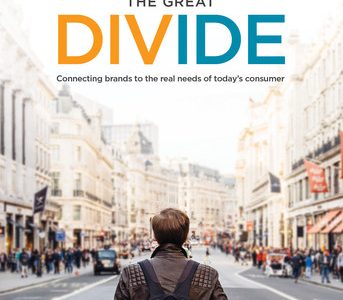 THE GREAT
DIVIDE
Connecting brands to the real needs of today's consumer